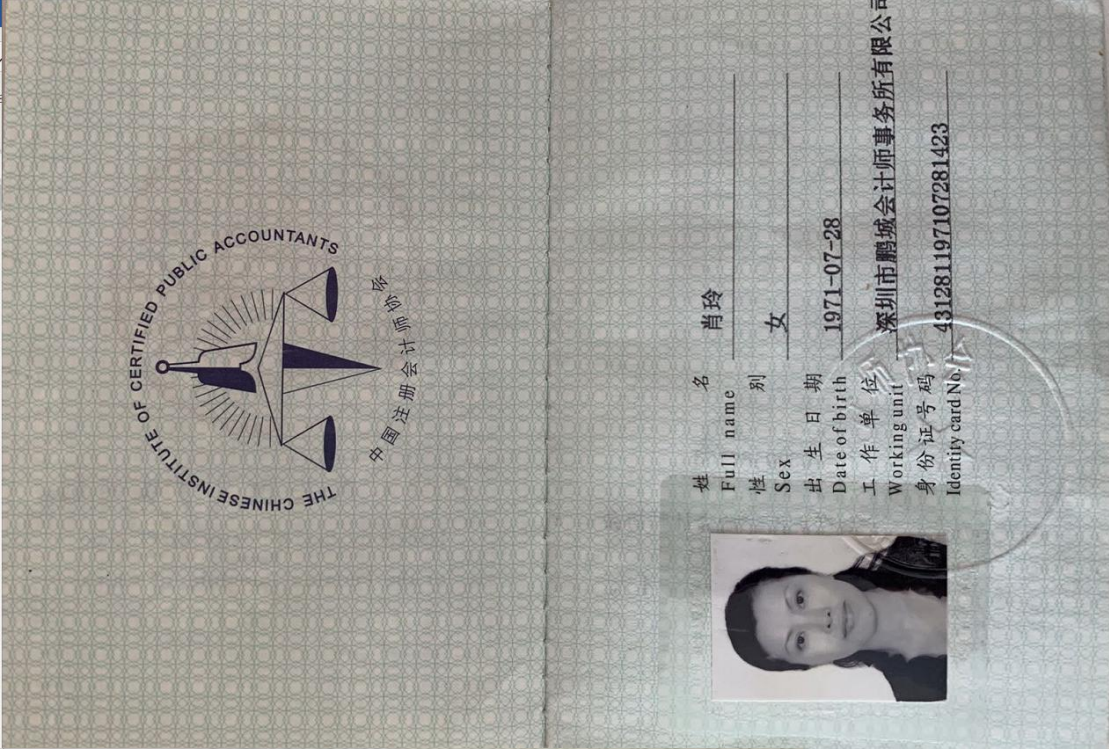 THE CHINESE INSTITUTE OF CERTIFIED PUBLIC ACCOUNTANTS
中国注册会计师协会
姓名 肖玲
Full name
性别 女
Sex
出生日期 1971-07-28
Date of birth
工作单位 深圳市鹏城会计师事务所有限公司
Working unit
身份证号码 431281197107281423
Identity card No.